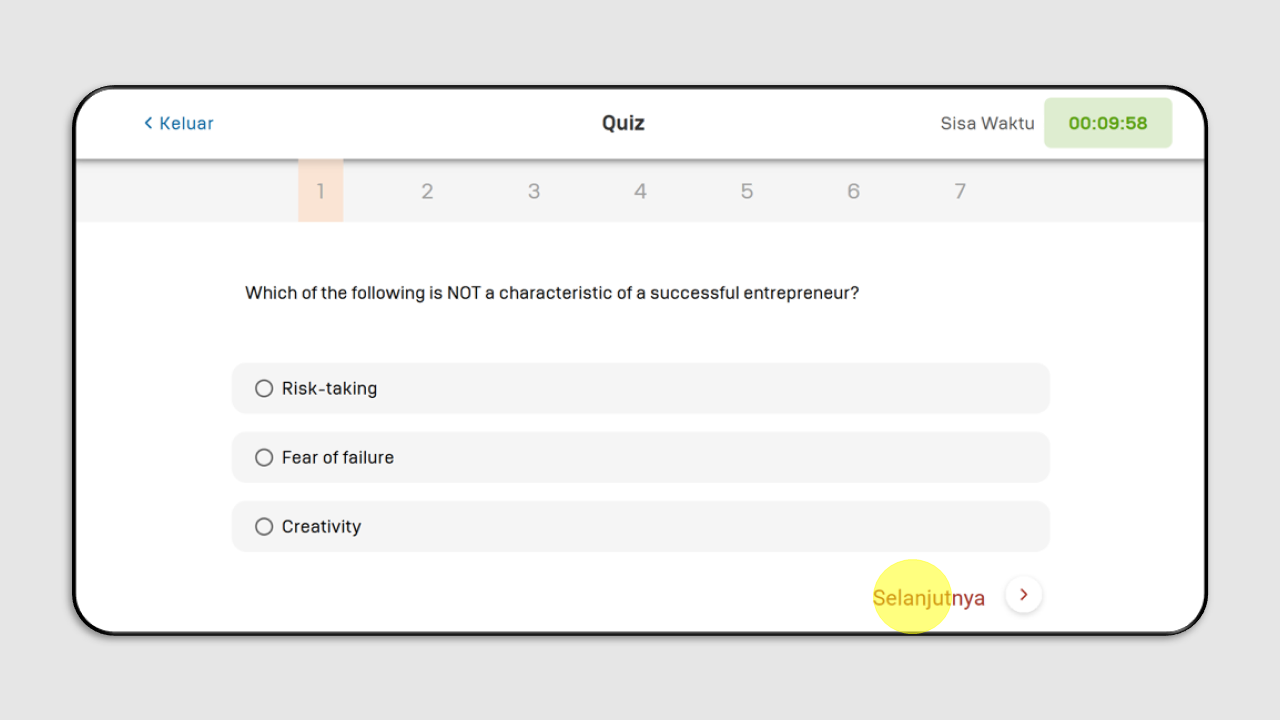 Keluar
Quiz
Sisa Waktu
00:09:58
1 2 3 4 5 6 7
Which of the following is NOT a characteristic of a successful entrepreneur?
Risk-taking
Fear of failure
Creativity
Selanjutnya